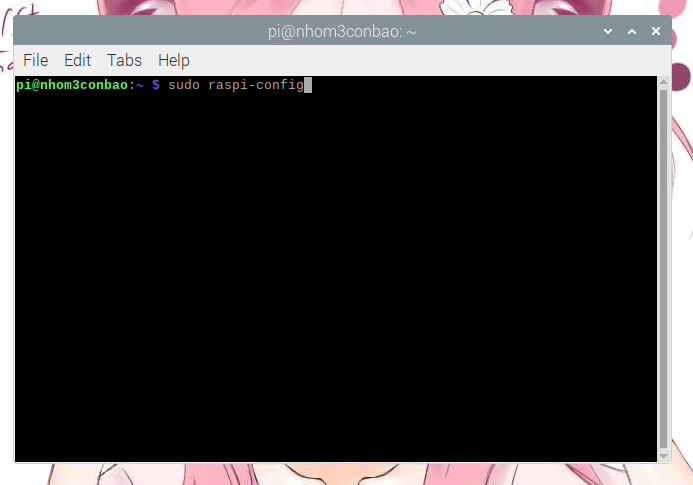 pi@nhom3conbao: ~
File Edit Tabs Help
pi@nhom3conbao:~ $ sudo raspi-config